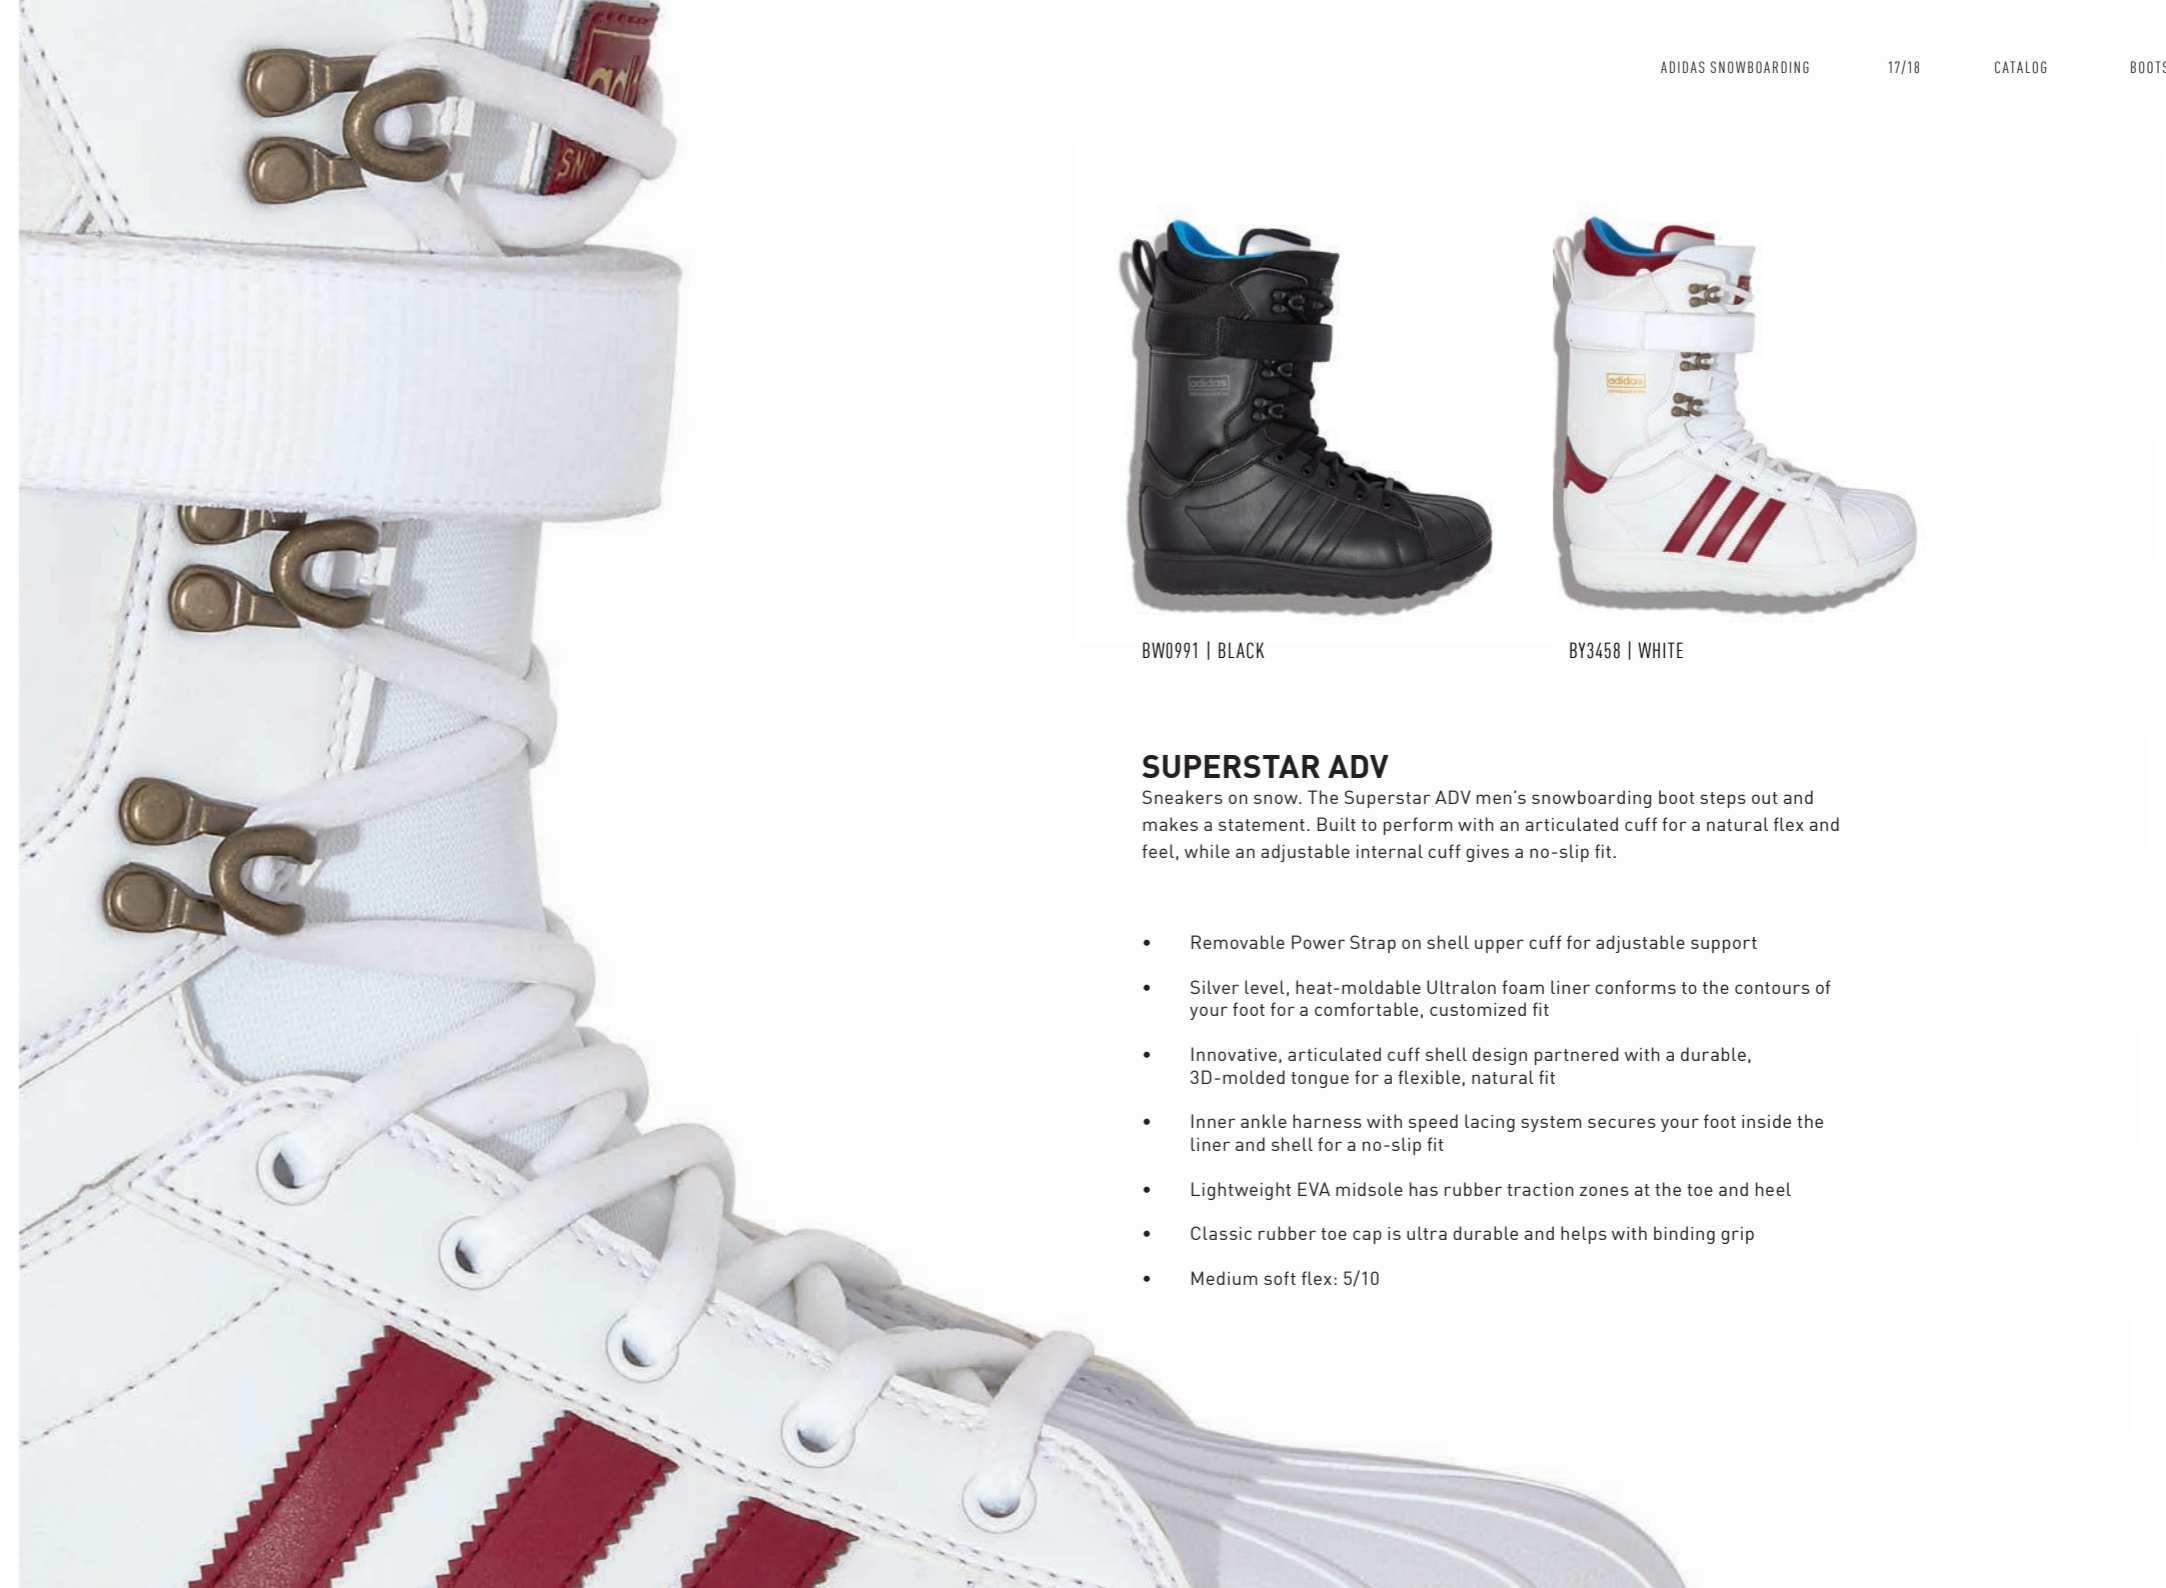 ADIDAS SNOWBOARDING 17/18 CATALOG BOOTS
adidas
adidas
BW0991 | BLACK BY3458 | WHITE
SUPERSTAR ADV
Sneakers on snow. The Superstar ADV men's snowboarding boot steps out and
makes a statement. Built to perform with an articulated cuff for a natural flex and
feel, while an adjustable internal cuff gives a no-slip fit.
• Removable Power Strap on shell upper cuff for adjustable support
• Silver level, heat-moldable Ultralon foam liner conforms to the contours of
your foot for a comfortable, customized fit
• Innovative, articulated cuff shell design partnered with a durable,
3D-molded tongue for a flexible, natural fit
• Inner ankle harness with speed lacing system secures your foot inside the
liner and shell for a no-slip fit
• Lightweight EVA midsole has rubber traction zones at the toe and heel
• Classic rubber toe cap is ultra durable and helps with binding grip
• Medium soft flex: 5/10